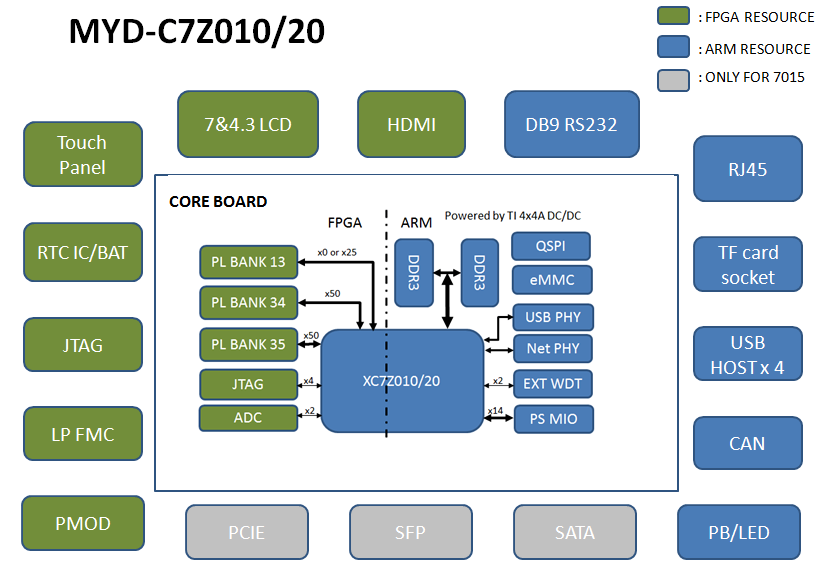 MYD-C7Z010/20
: FPGA RESOURCE
: ARM RESOURCE
: ONLY FOR 7015
7&4.3 LCD
HDMI
DB9 RS232
Touch
Panel
RTC IC/BAT
JTAG
LP FMC
PMOD
CORE BOARD
FPGA
ARM
Powered by TI 4x4A DC/DC
PL BANK 13
x0 or x25
PL BANK 34
x50
PL BANK 35
x50
JTAG
x4
ADC
x2
DDR3
DDR3
XC7Z010/20
QSPI
eMMC
USB PHY
Net PHY
x2
EXT WDT
x14
PS MIO
RJ45
TF card
socket
USB
HOST x 4
CAN
PCIE
SFP
SATA
PB/LED